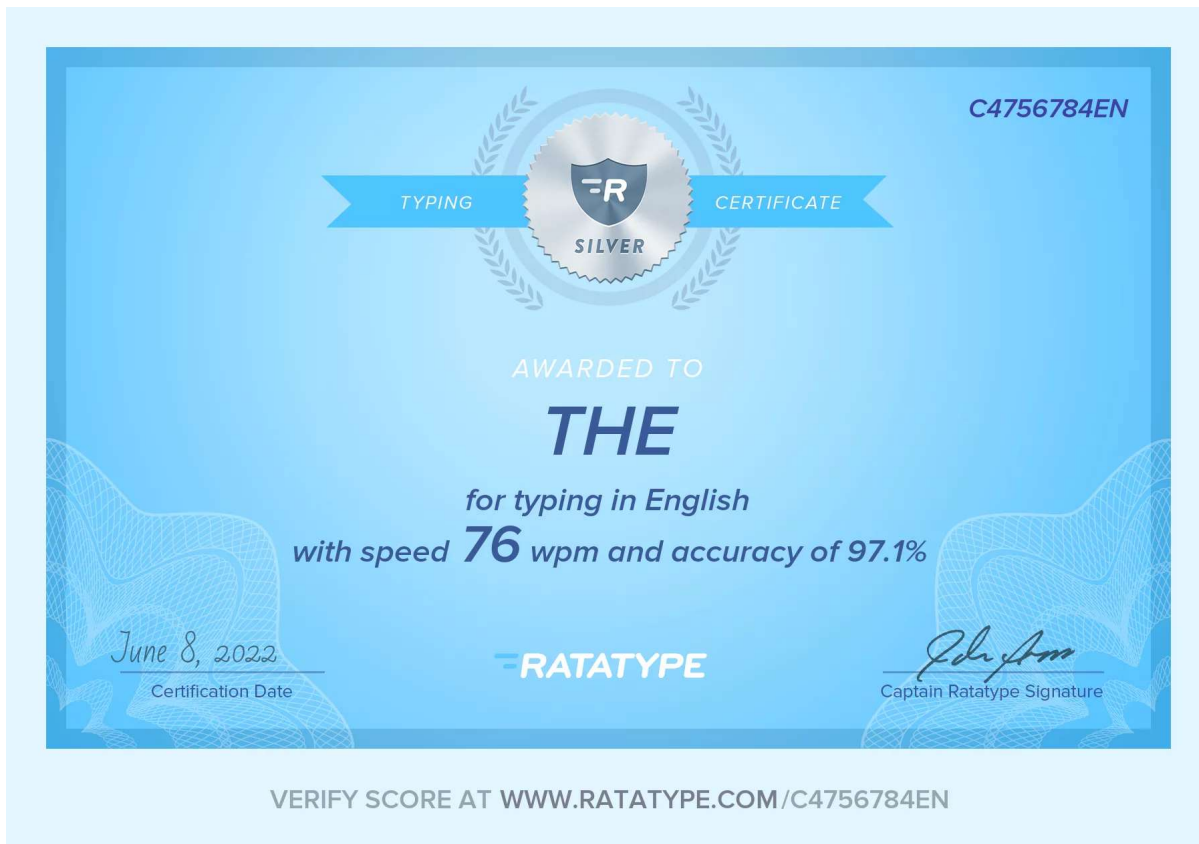 C4756784EN
TYPING
R
SILVER
CERTIFICATE
AWARDED TO
THE
for typing in English
with speed 76 wpm and accuracy of 97.1%
June 8, 2022
Certification Date
RATATYPE
Captain Ratatype Signature
VERIFY SCORE AT WWW.RATATYPE.COM/C4756784EN